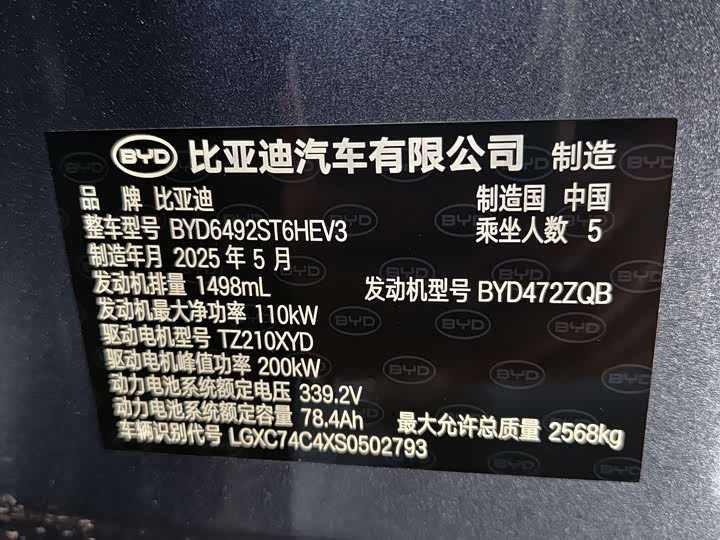 BYD 比亚迪汽车有限公司 制造
品 牌 比亚迪 制造国 中国
整车型号 BYD6492ST6HEV3 乘坐人数 5
制造年月 2025 年 5 月
发动机排量 1498mL 发动机型号 BYD472ZQB
发动机最大净功率 110kW
驱动电机型号 TZ210XYD
驱动电机峰值功率 200kW
动力电池系统额定电压 339.2V
动力电池系统额定容量 78.4Ah 最大允许总质量 2568kg
车辆识别代号 LGXC74C4XS0502793